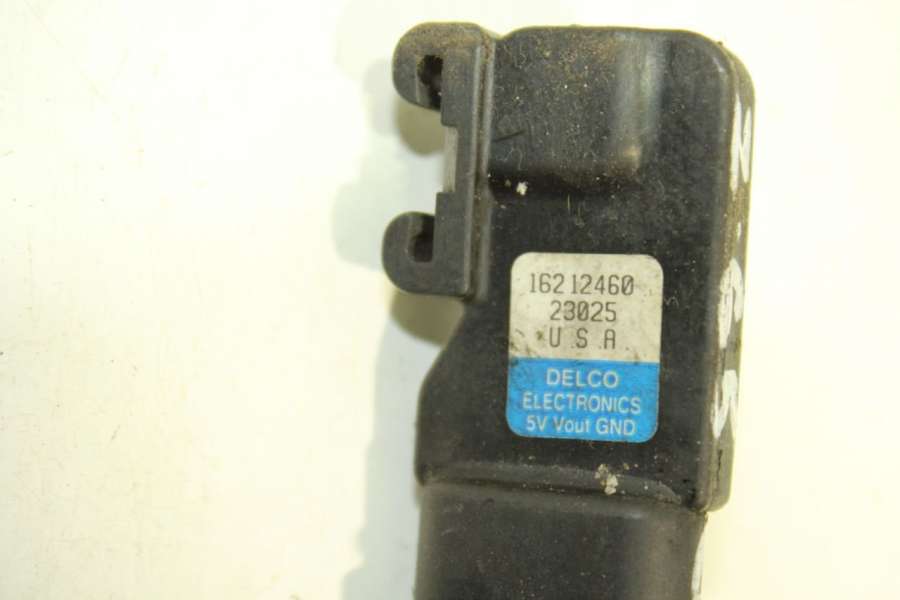 16212460
23025
U S A
DELCO
ELECTRONICS
5V Vout GND